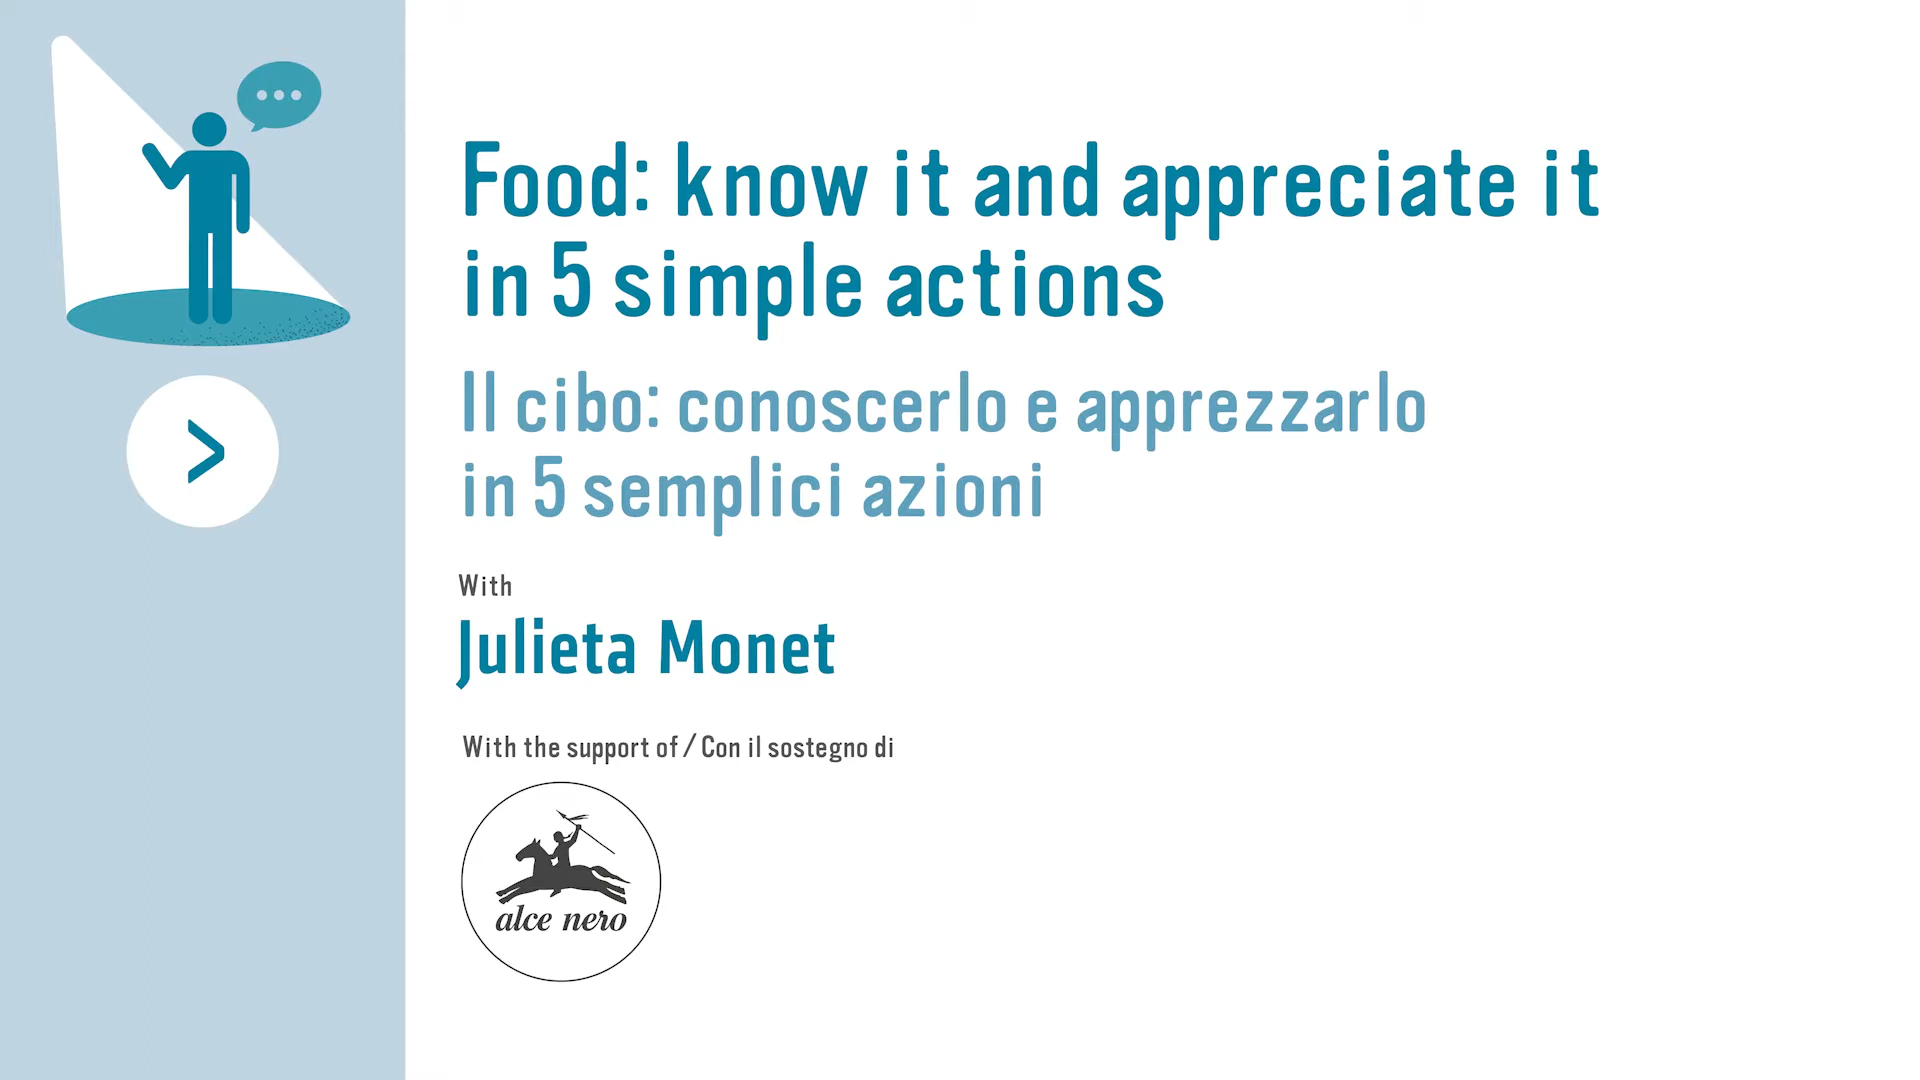 Food: know it and appreciate it
in 5 simple actions
Il cibo: conoscerlo e apprezzarlo
in 5 semplici azioni
With
Julieta Monet
With the support of / Con il sostegno di
alce nero